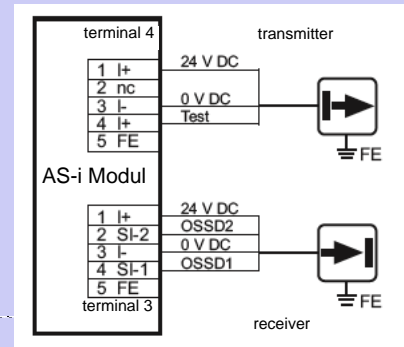 terminal 4
transmitter
1 I+ 24 V DC
2 nc
3 I- 0 V DC
4 I+ Test
5 FE
FE
AS-i Modul
1 I+ 24 V DC
2 SI-2 OSSD2
3 I- 0 V DC
4 SI-1 OSSD1
5 FE
FE
terminal 3
receiver